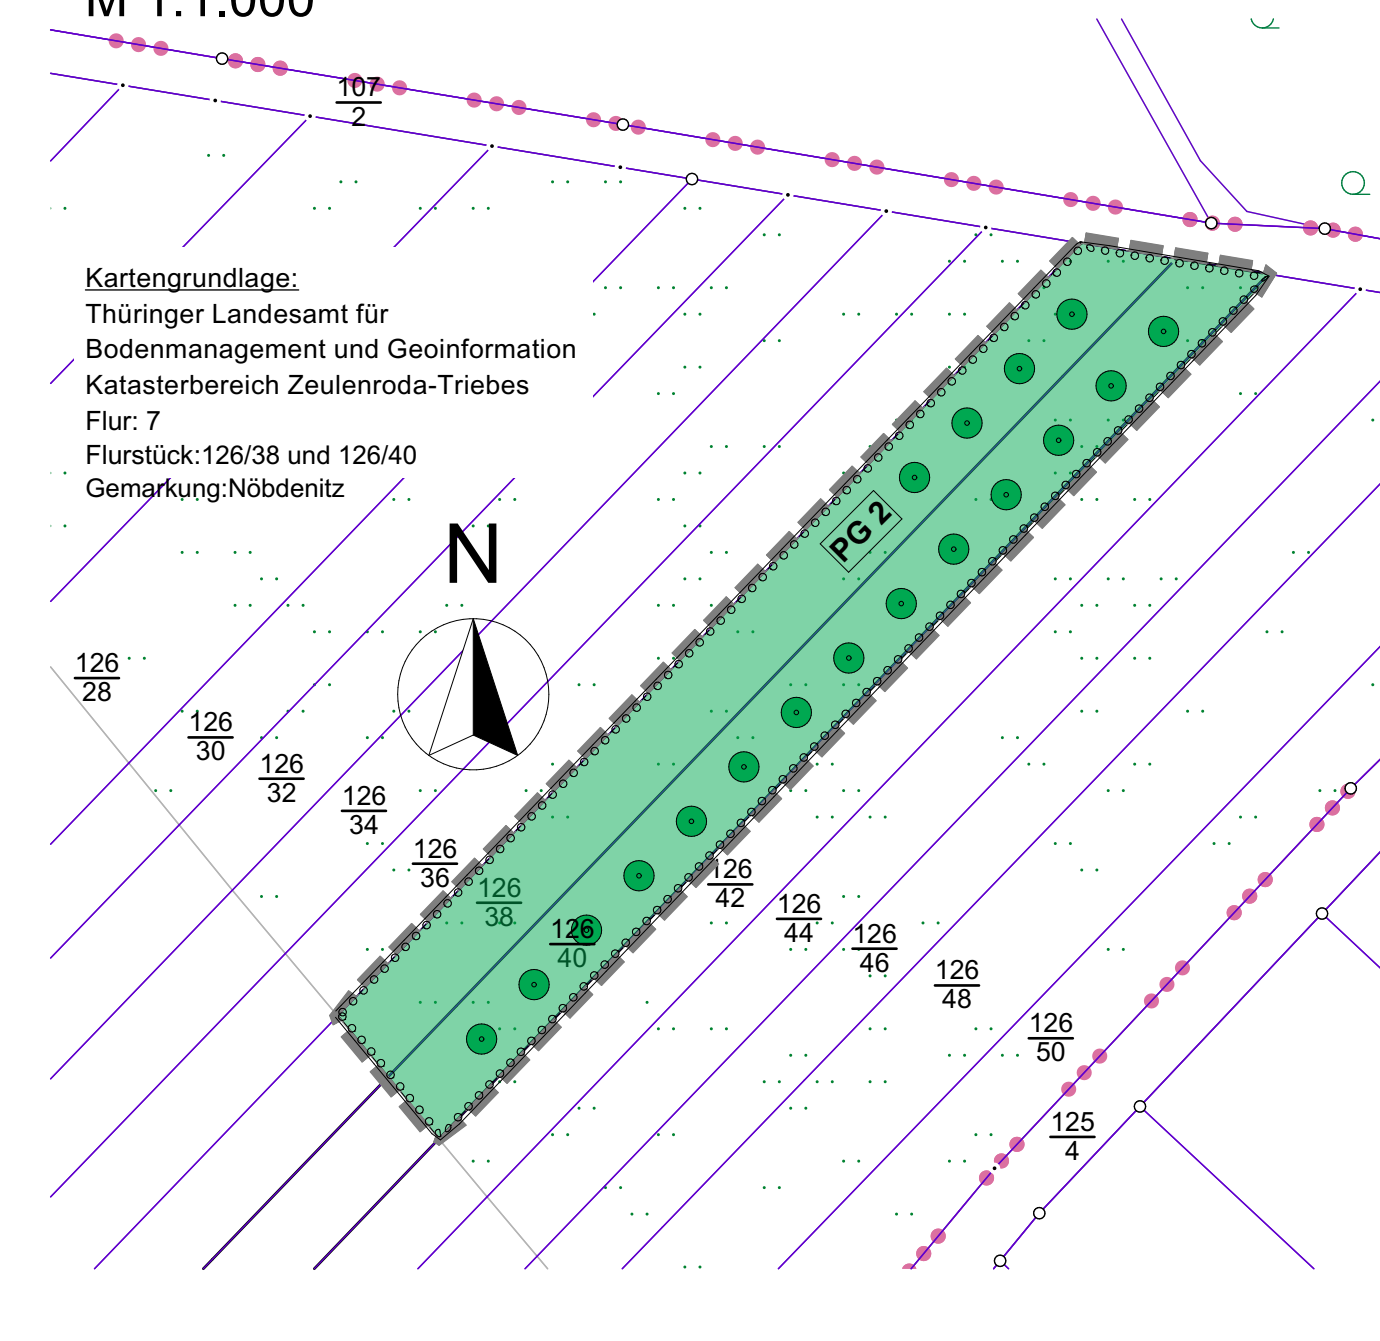 M 1:1.000
107
2
Kartengrundlage:
Thüringer Landesamt für
Bodenmanagement und Geoinformation
Katasterbereich Zeulenroda-Triebes
Flur: 7
Flurstück:126/38 und 126/40
Gemarkung:Nöbdenitz
N
PG 2
126
28
126
30
126
32
126
34
126
36
126
38
126
40
126
42
126
44
126
46
126
48
126
50
125
4